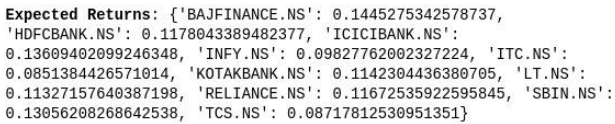 Expected Returns: {'BAJFINANCE.NS': 0.1445275342578737,
'HDFCBANK.NS': 0.1178043389482377, 'ICICIBANK.NS':
0.13609402099246348, 'INFY.NS': 0.09827762002327224, 'ITC.NS':
0.0851384426571014, 'KOTAKBANK.NS': 0.1142304436380705, 'LT.NS':
0.11327157640387198, 'RELIANCE.NS': 0.11672535922595845, 'SBIN.NS':
0.13056208268642538, 'TCS.NS': 0.08717812530951351}